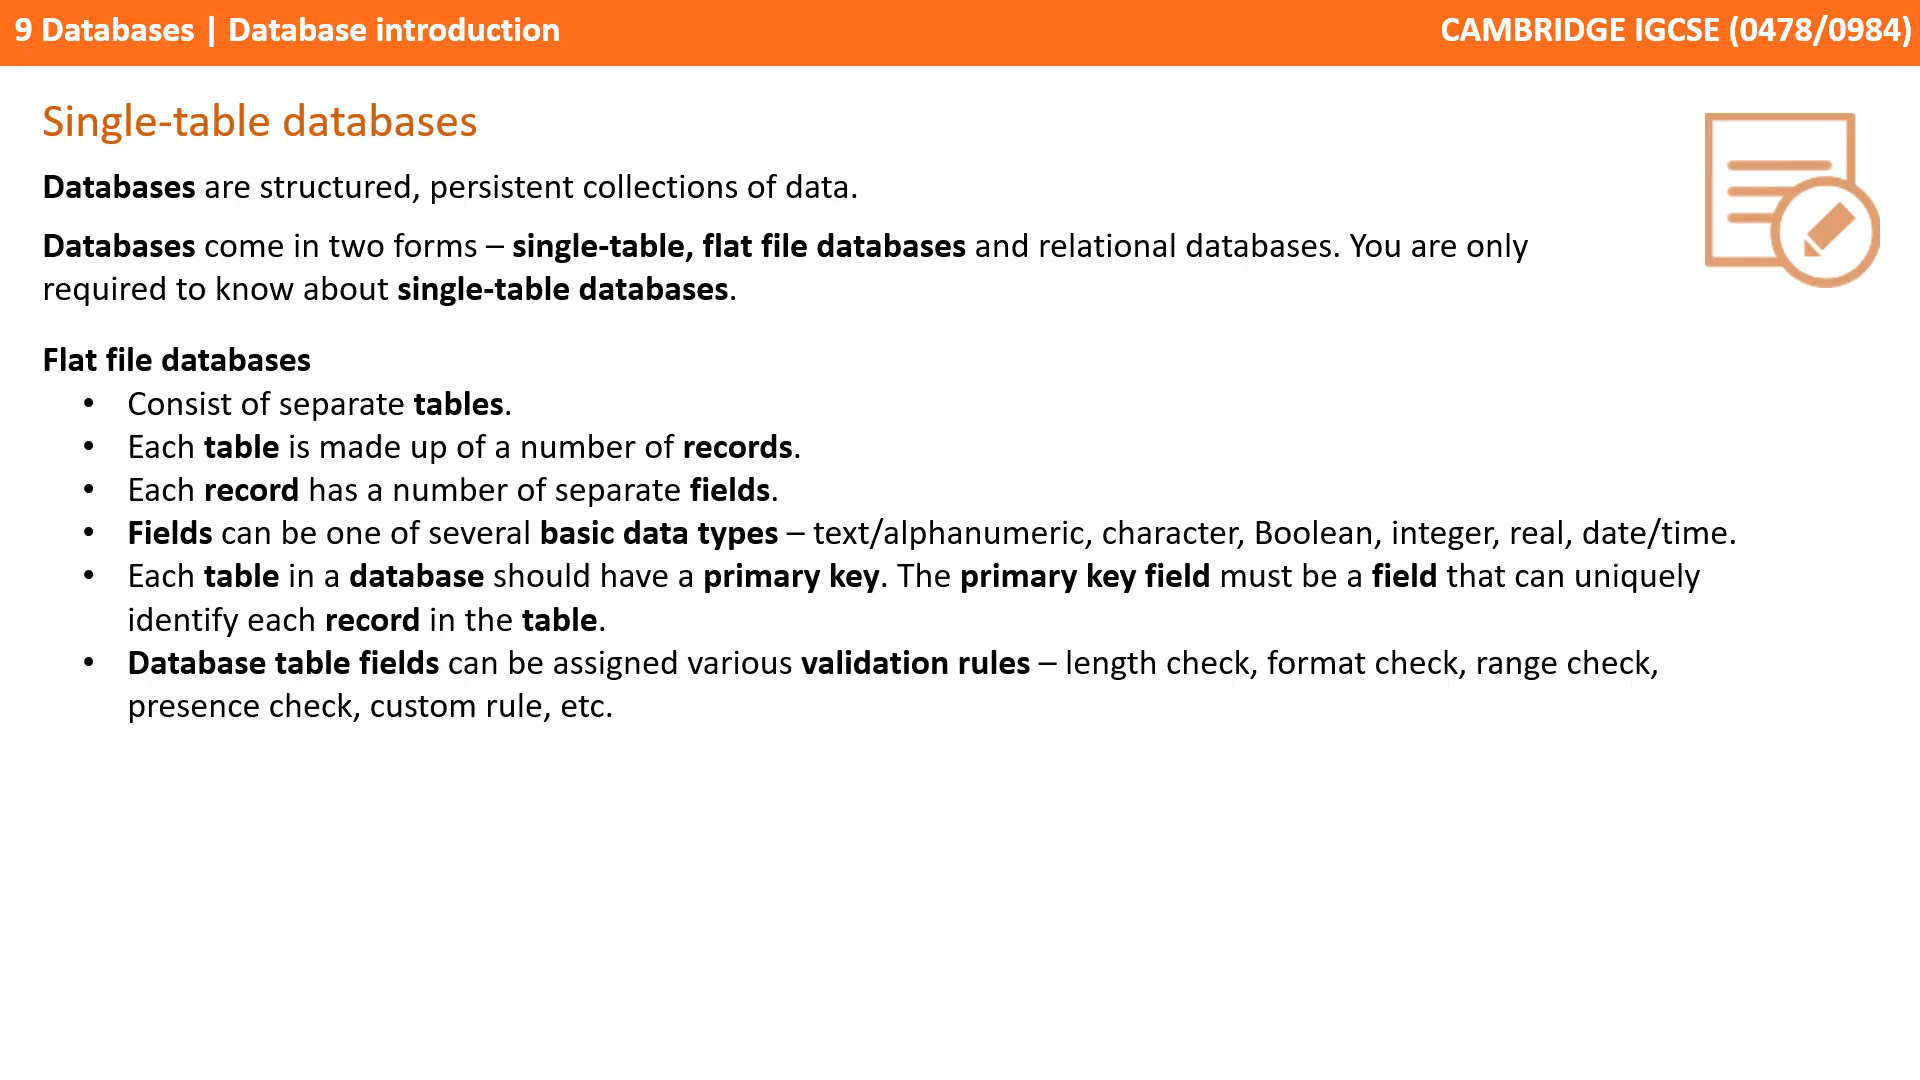 9 Databases | Database introduction
CAMBRIDGE IGCSE (0478/0984)
Single-table databases
Databases are structured, persistent collections of data.
Databases come in two forms – single-table, flat file databases and relational databases. You are only
required to know about single-table databases.
Flat file databases
• Consist of separate tables.
• Each table is made up of a number of records.
• Each record has a number of separate fields.
• Fields can be one of several basic data types – text/alphanumeric, character, Boolean, integer, real, date/time.
• Each table in a database should have a primary key. The primary key field must be a field that can uniquely
identify each record in the table.
• Database table fields can be assigned various validation rules – length check, format check, range check,
presence check, custom rule, etc.